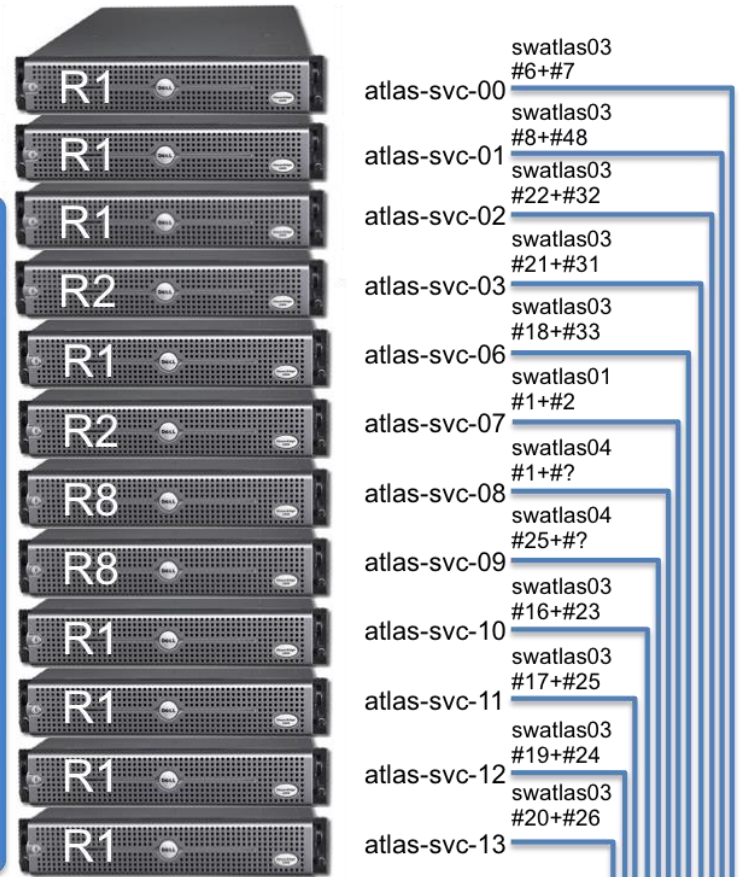 R1
atlas-svc-00
swatlas03
#6+#7
R1
atlas-svc-01
swatlas03
#8+#48
R1
atlas-svc-02
swatlas03
#22+#32
R2
atlas-svc-03
swatlas03
#21+#31
R1
atlas-svc-06
swatlas03
#18+#33
R2
atlas-svc-07
swatlas01
#1+#2
R8
atlas-svc-08
swatlas04
#1+#?
R8
atlas-svc-09
swatlas04
#25+#?
R1
atlas-svc-10
swatlas03
#16+#23
R1
atlas-svc-11
swatlas03
#17+#25
R1
atlas-svc-12
swatlas03
#19+#24
R1
atlas-svc-13
swatlas03
#20+#26